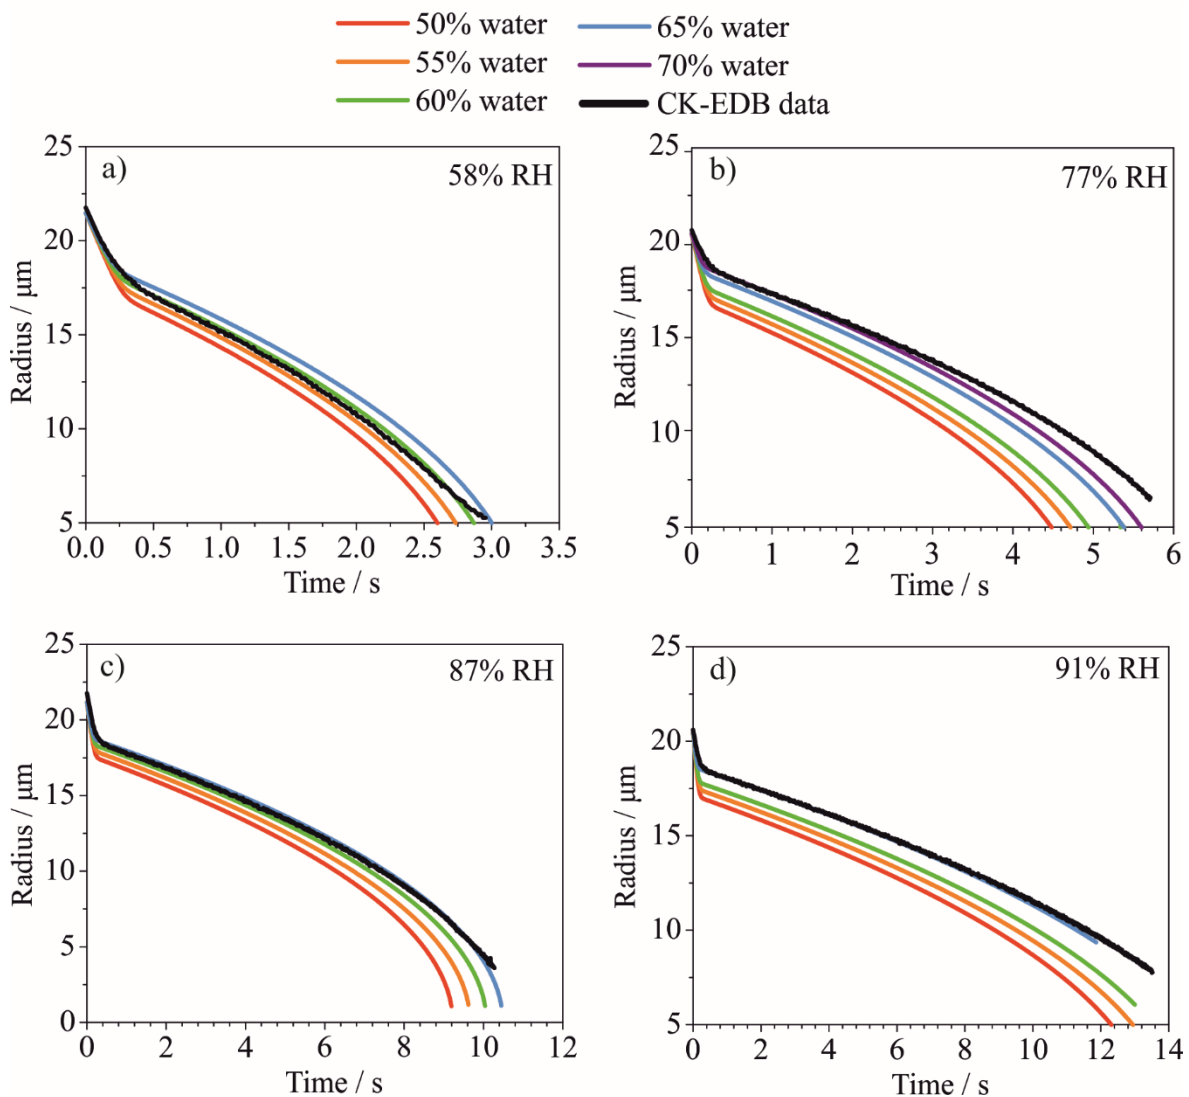 50% water
65% water
55% water
70% water
60% water
CK-EDB data
a)
58% RH
25
20
15
10
5
Radius / µm
0.0 0.5 1.0 1.5 2.0 2.5 3.0 3.5
Time / s
b)
77% RH
25
20
15
10
5
Radius / µm
0 1 2 3 4 5 6
Time / s
c)
87% RH
25
20
15
10
5
0
Radius / µm
0 2 4 6 8 10 12
Time / s
d)
91% RH
25
20
15
10
5
Radius / µm
0 2 4 6 8 10 12 14
Time / s